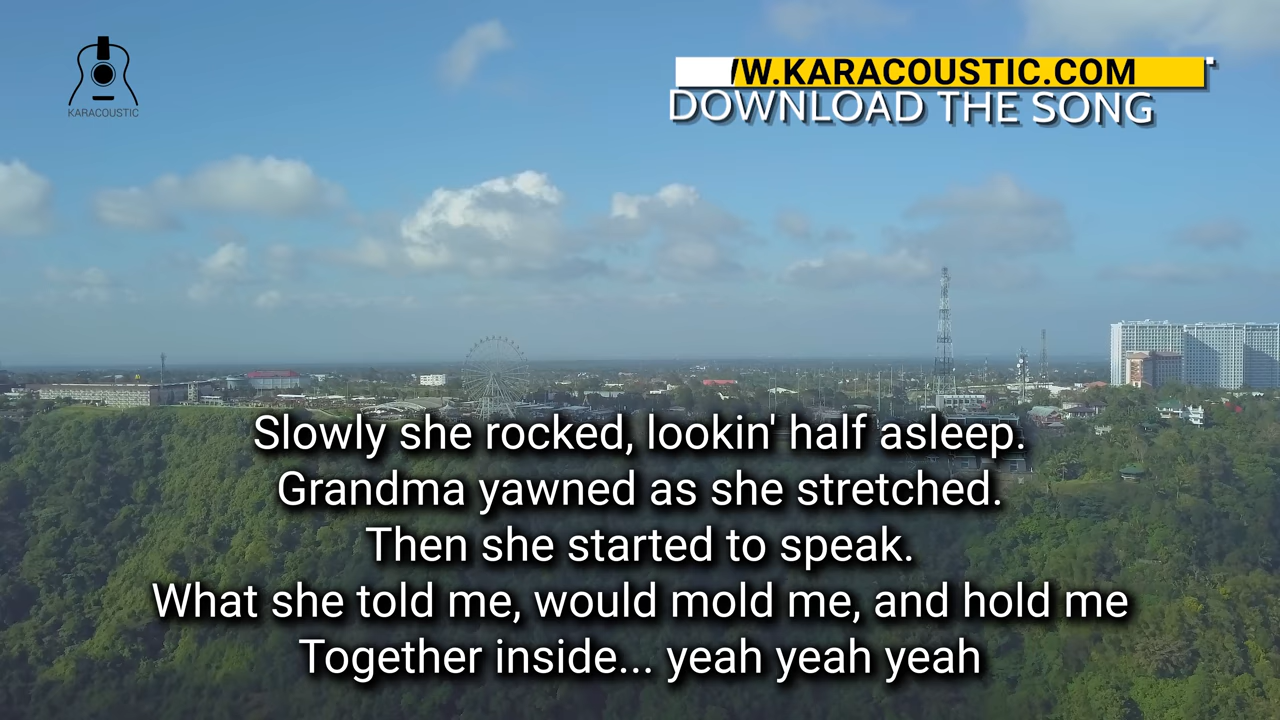 KARACOUSTIC
W.KARACOUSTIC.COM
DOWNLOAD THE SONG
Slowly she rocked, lookin' half asleep.
Grandma yawned as she stretched.
Then she started to speak.
What she told me, would mold me, and hold me
Together inside... yeah yeah yeah